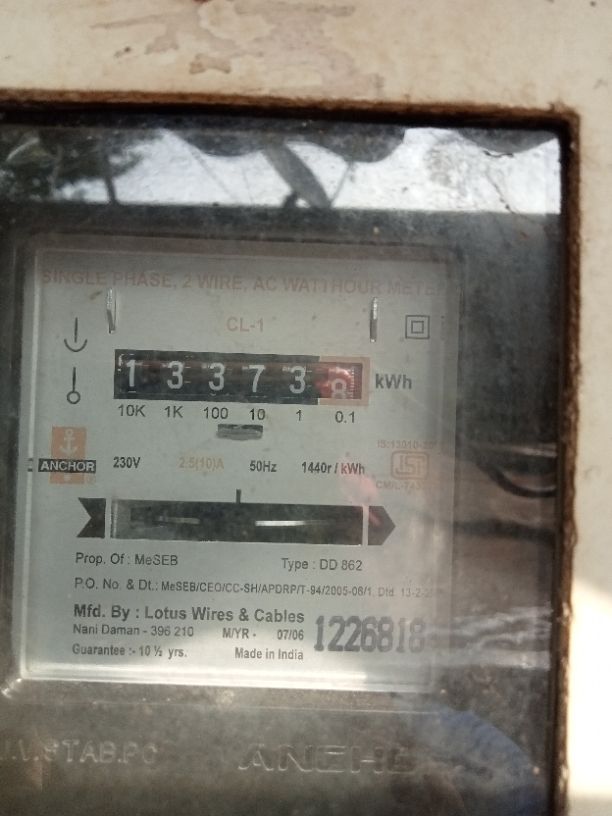 SINGLE PHASE, 2 WIRE, AC WATTHOUR METER
CL-1
1 3 3 7 3 8 kWh
10K 1K 100 10 1 0.1
ANCHOR
230V 2.5(10)A 50Hz 1440r / kWh
ISI
Prop. Of : MeSEB Type : DD 862
P.O. No. & Dt.: MeSEB/CEO/CC-SH/APDRP/T-94/2005-06/1, Dtd. 13-2-
Mfd. By : Lotus Wires & Cables
Nani Daman - 396 210 M/YR - 07/06
1226818
Guarantee :- 10 ½ yrs. Made in India